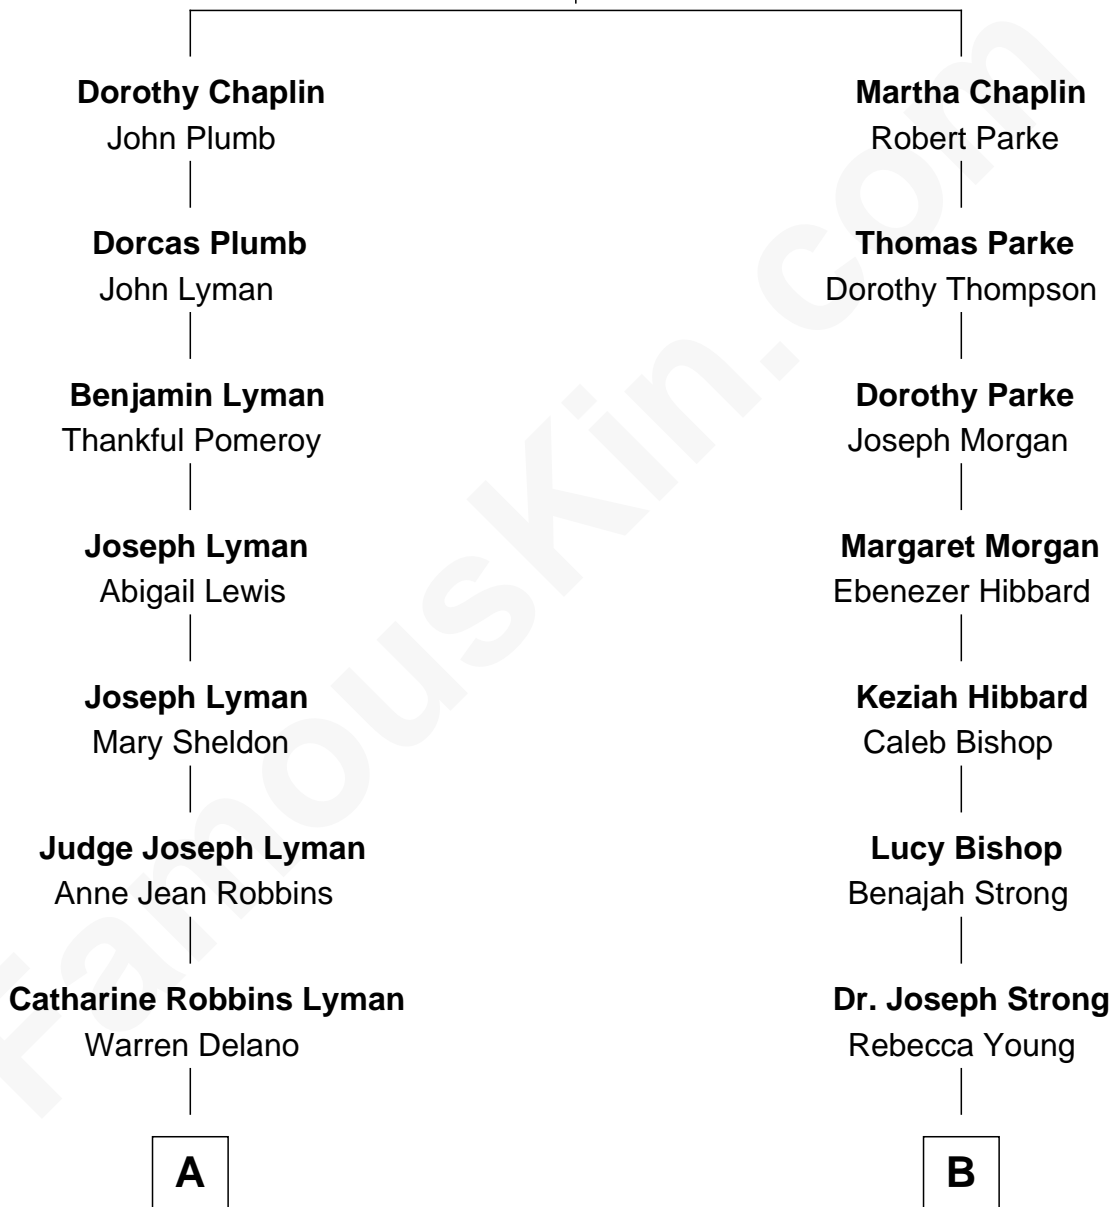 Dorothy Chaplin
John Plumb
Martha Chaplin
Robert Parke
Dorcas Plumb
John Lyman
Thomas Parke
Dorothy Thompson
Benjamin Lyman
Thankful Pomeroy
Dorothy Parke
Joseph Morgan
Joseph Lyman
Abigail Lewis
Margaret Morgan
Ebenezer Hibbard
Joseph Lyman
Mary Sheldon
Keziah Hibbard
Caleb Bishop
Judge Joseph Lyman
Anne Jean Robbins
Lucy Bishop
Benajah Strong
Catharine Robbins Lyman
Warren Delano
Dr. Joseph Strong
Rebecca Young
A
B
FamousKin.com